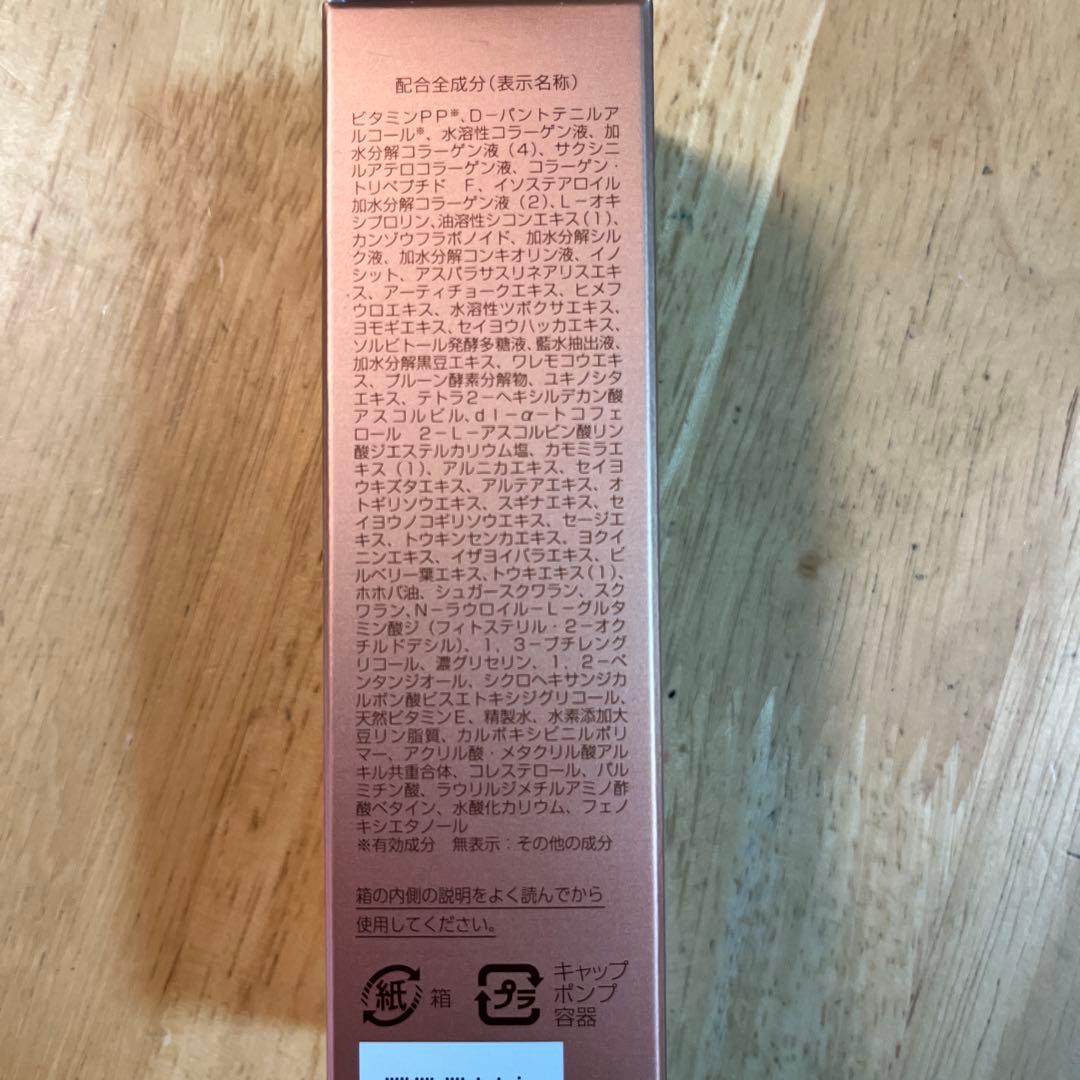 配合全成分(表示名称)
ビタミンPP※、D-パントテニルア
ルコール※、水溶性コラーゲン液、加
水分解コラーゲン液(4)、サクシニ
ルアテロコラーゲン液、コラーゲン・
トリペプチド F、イソステアロイル
加水分解コラーゲン液(2)、L-オキ
シプロリン、油溶性シコンエキス(1)、
カンゾウフラボノイド、加水分解シル
ク液、加水分解コンキオリン液、イノ
シット、アスパラサスリネアリスエキ
ス、アーティチョークエキス、ヒメフ
ウロエキス、水溶性ツボクサエキス、
ヨモギエキス、セイヨウハッカエキス、
ソルビトール発酵多糖液、藍水抽出液、
加水分解黒豆エキス、ワレモコウエキ
ス、プルーン酵素分解物、ユキノシタ
エキス、テトラ2-ヘキシルデカン酸
アスコルビル、dl-α-トコフェ
ロール 2-L-アスコルビン酸リン
酸ジエステルカリウム塩、カモミラエ
キス(1)、アルニカエキス、セイヨ
ウキズタエキス、アルテアエキス、オ
トギリソウエキス、スギナエキス、セ
イヨウノコギリソウエキス、セージエ
キス、トウキンセンカエキス、ヨクイ
ニンエキス、イザヨイバラエキス、ビ
ルベリー葉エキス、トウキエキス(1)、
ホホバ油、シュガースクワラン、スク
ワラン、N-ラウロイル-L-グルタ
ミン酸ジ(フィトステリル・2-オク
チルドデシル)、1,3-ブチレング
リコール、濃グリセリン、1,2-ペ
ンタンジオール、シクロヘキサンジカ
ルボン酸ビスエトキシジグリコール、
天然ビタミンE、精製水、水素添加大
豆リン脂質、カルボキシビニルポリ
マー、アクリル酸・メタクリル酸アル
キル共重合体、コレステロール、パル
ミチン酸、ラウリルジメチルアミノ酢
酸ベタイン、水酸化カリウム、フェノ
キシエタノール
※有効成分 無表示:その他の成分
箱の内側の説明をよく読んでから
使用してください。
紙 箱
プラ キャップ
ポンプ
容器